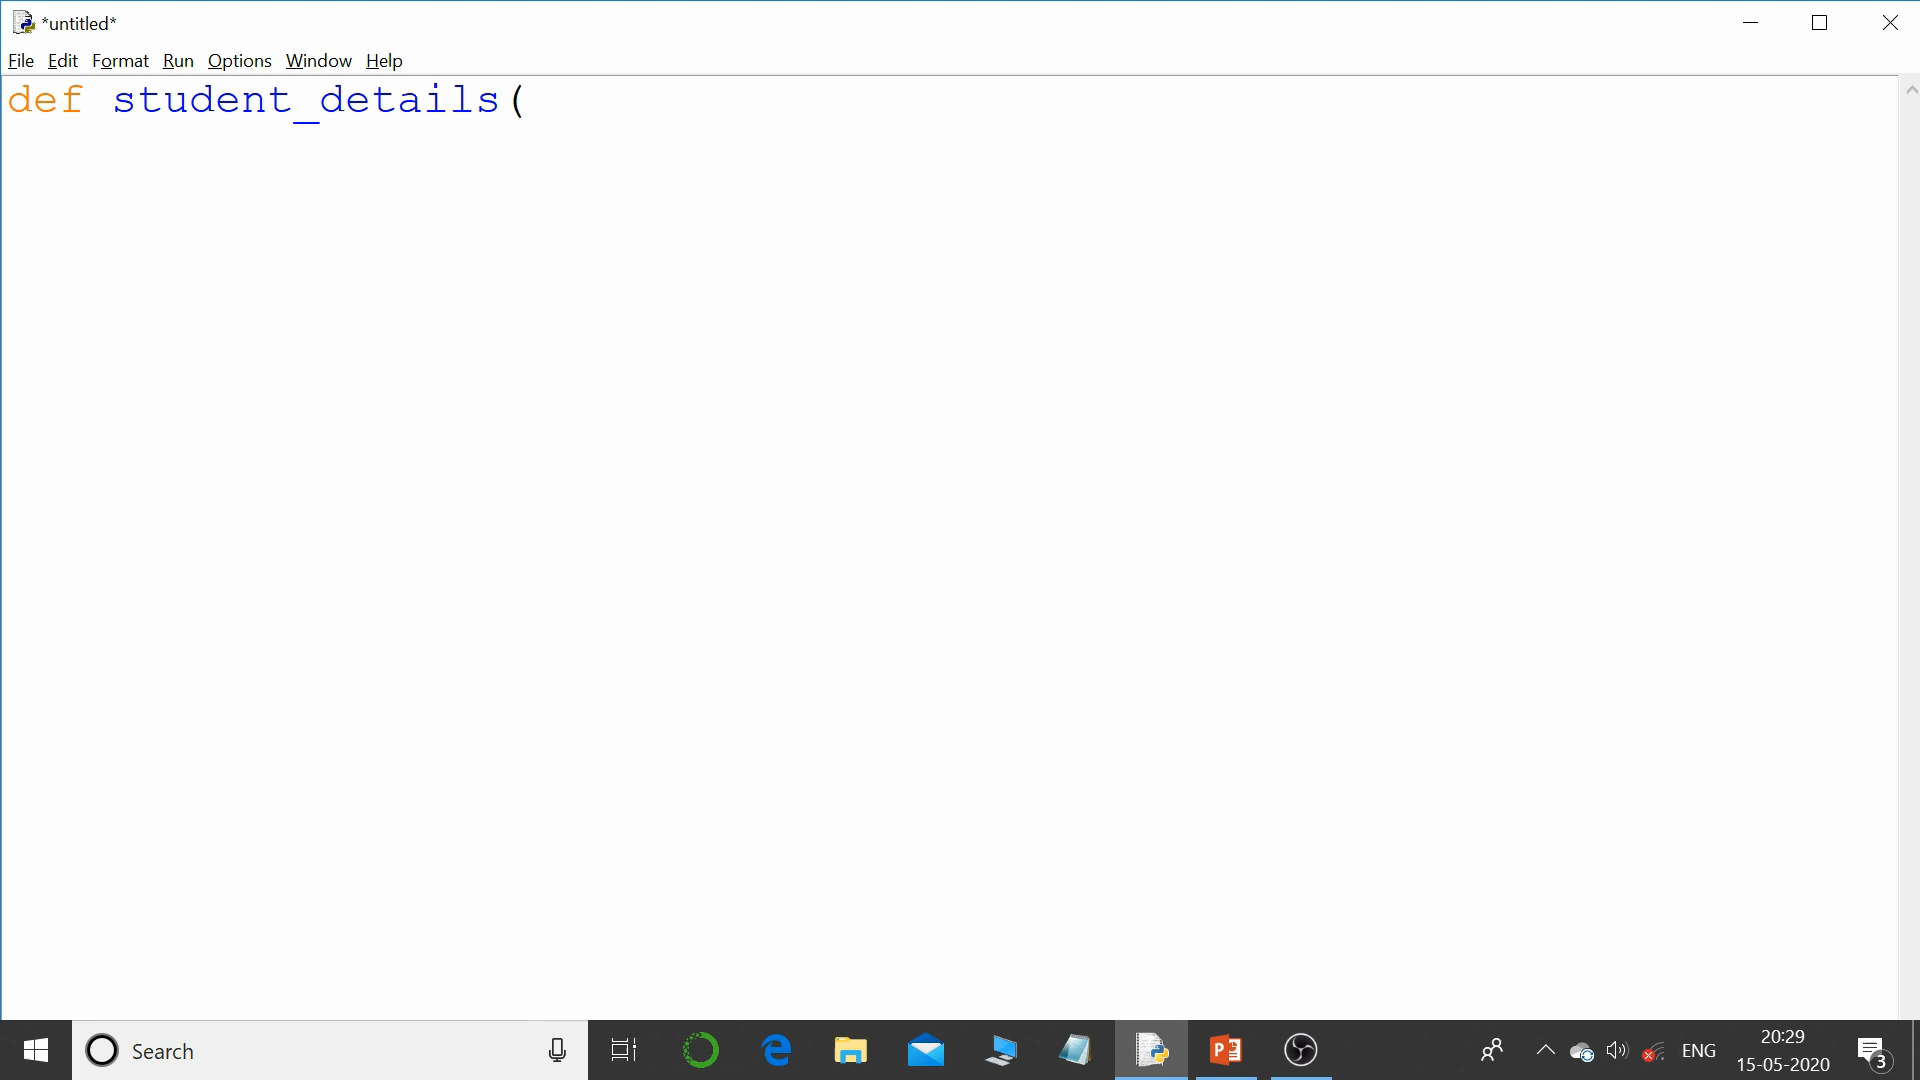 *untitled*
File Edit Format Run Options Window Help
def student_details(
Search
ENG
20:29
15-05-2020
3